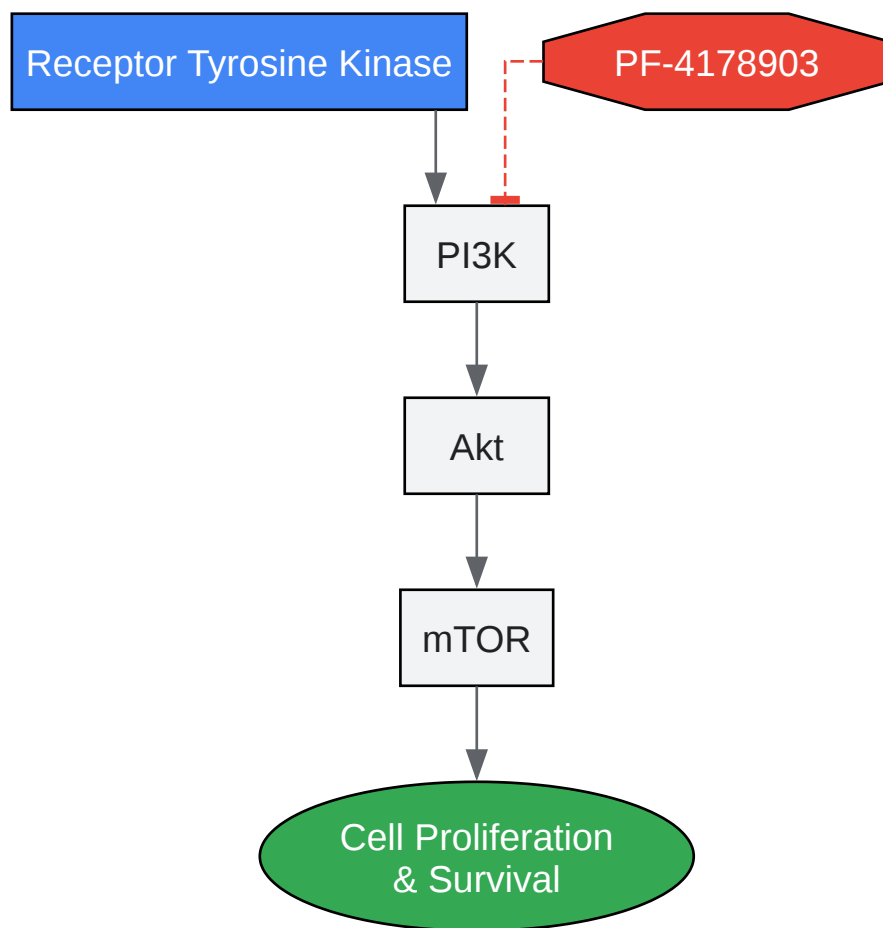 Receptor Tyrosine Kinase
PF-4178903
PI3K
Akt
mTOR
Cell Proliferation
& Survival